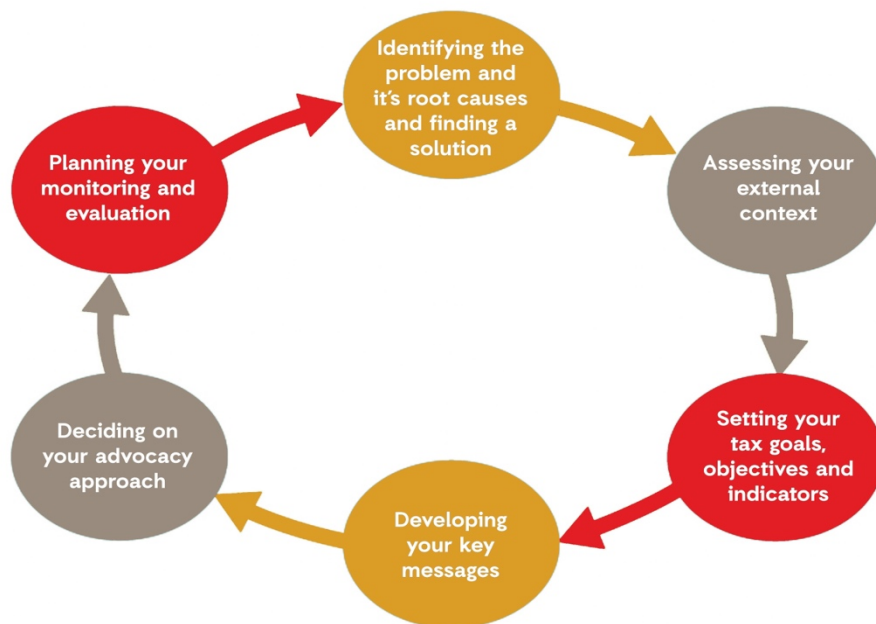 Identifying the
problem and
it's root causes
and finding a
solution
Assessing your
external
context
Setting your
tax goals,
objectives and
indicators
Developing
your key
messages
Deciding on
your advocacy
approach
Planning your
monitoring and
evaluation